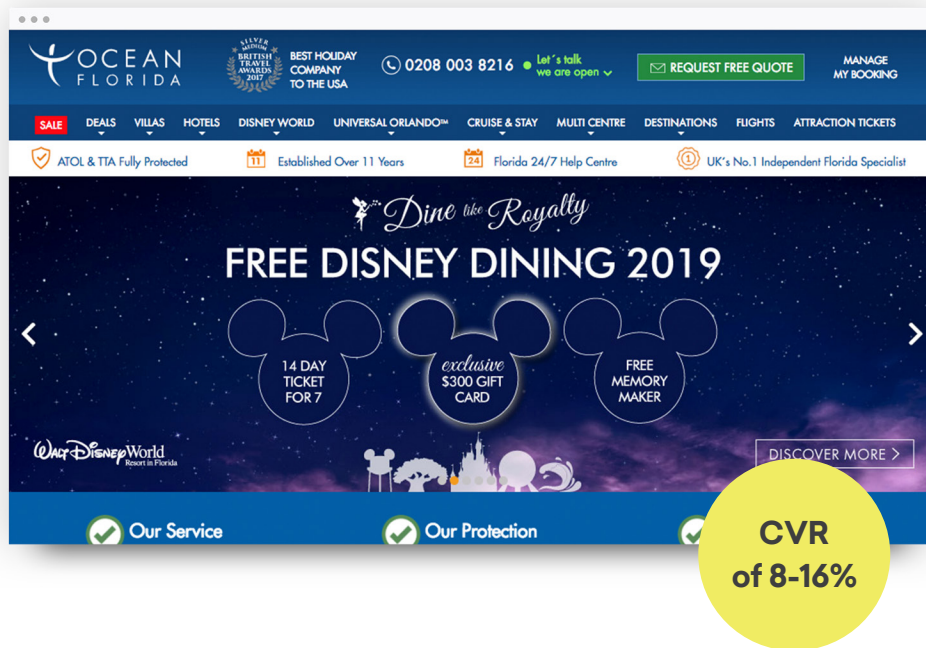 OCEAN
FLORIDA
SILVER
MEDIUM
BRITISH
TRAVEL
AWARDS
2017
BEST HOLIDAY
COMPANY
TO THE USA
0208 003 8216
Let´s talk
we are open
REQUEST FREE QUOTE
MANAGE
MY BOOKING
SALE DEALS VILLAS HOTELS DISNEY WORLD UNIVERSAL ORLANDO™ CRUISE & STAY MULTI CENTRE DESTINATIONS FLIGHTS ATTRACTION TICKETS
ATOL & TTA Fully Protected 11 Established Over 11 Years 24 Florida 24/7 Help Centre 1 UK´s No.1 Independent Florida Specialist
Dine like Royalty
FREE DISNEY DINING 2019
14 DAY
TICKET
FOR 7
exclusive
$300 GIFT
CARD
FREE
MEMORY
MAKER
WALT DISNEY World
Resort in Florida
DISCOVER MORE >
Our Service
Our Protection
CVR
of 8-16%